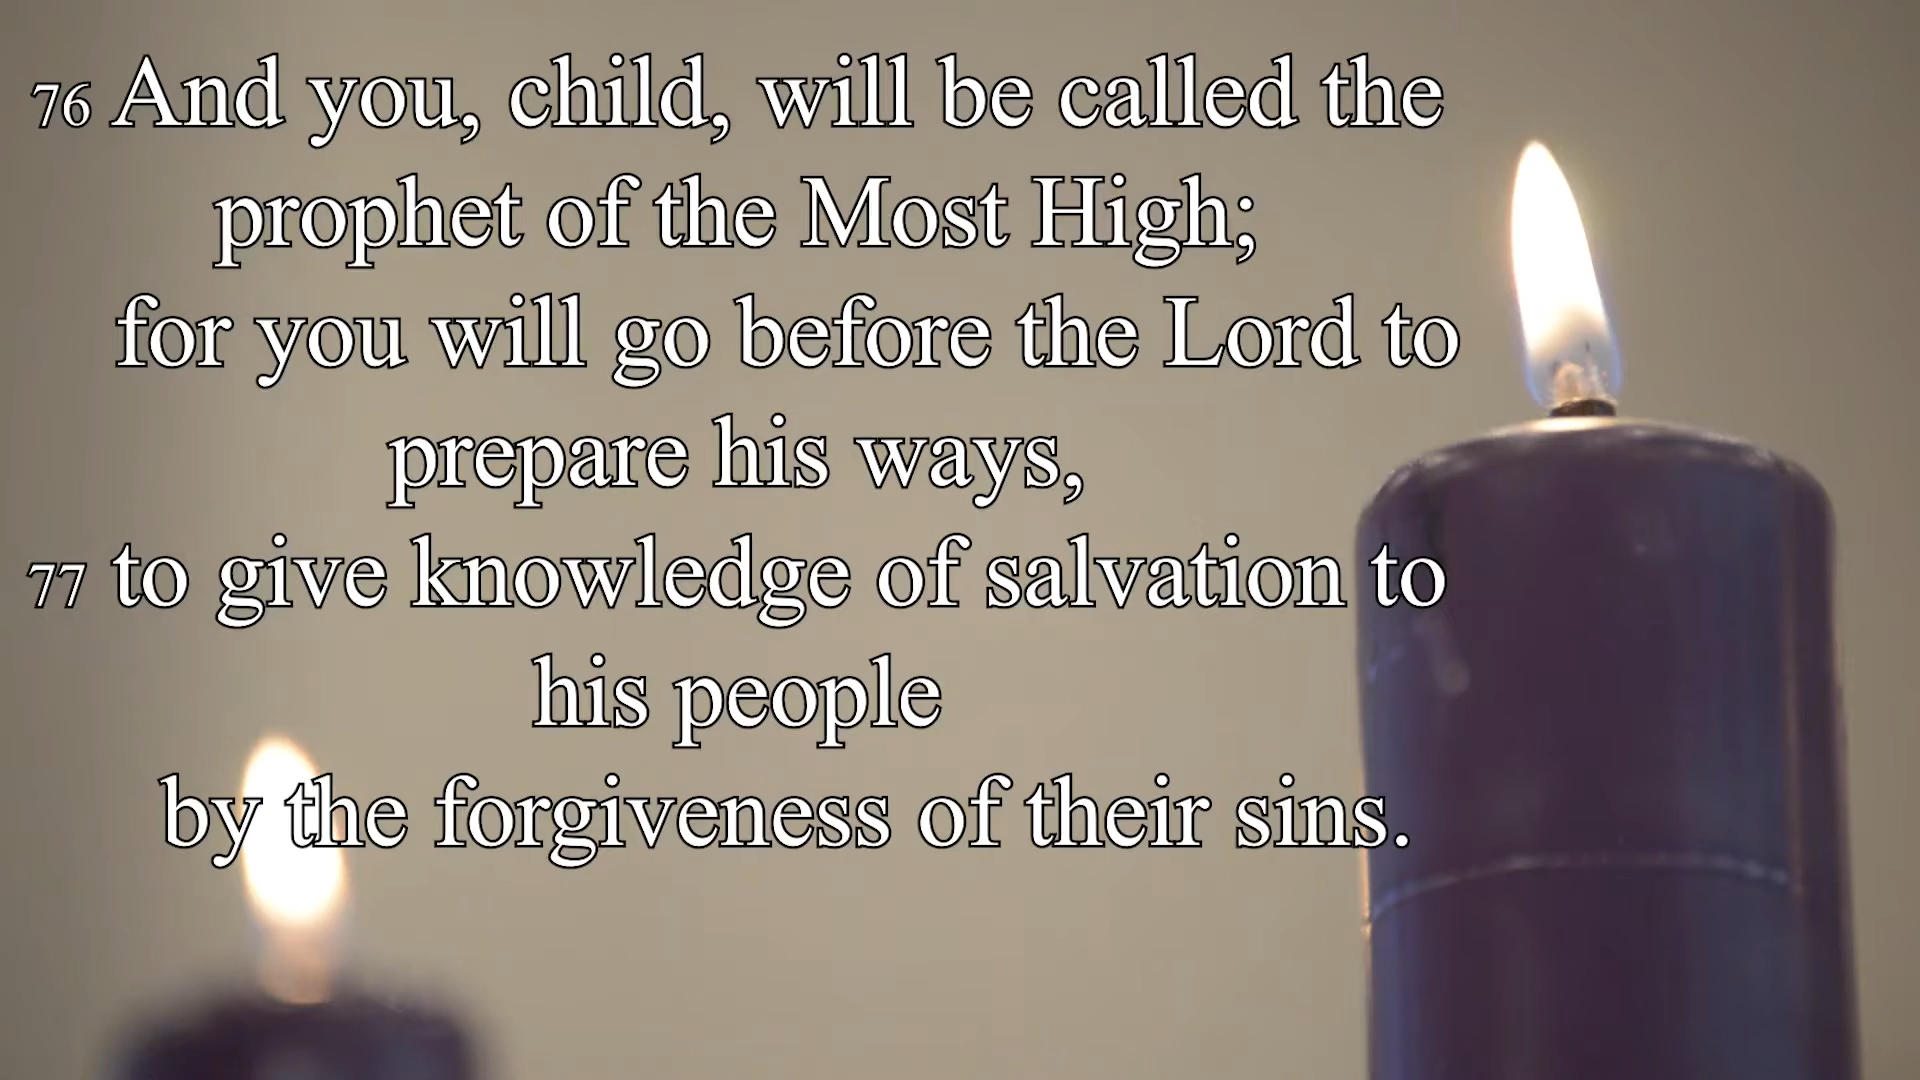 76 And you, child, will be called the
prophet of the Most High;
for you will go before the Lord to
prepare his ways,
77 to give knowledge of salvation to
his people
by the forgiveness of their sins.